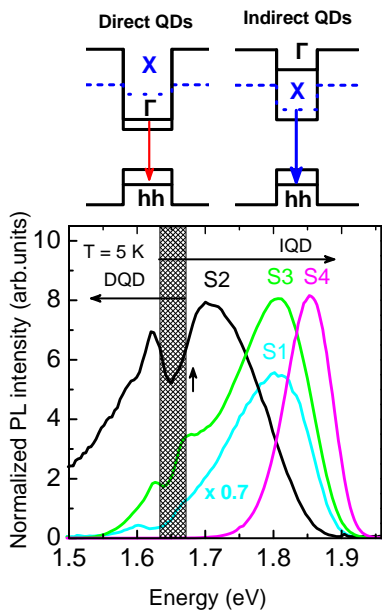 Direct QDs Indirect QDs
X Γ
Γ X
hh hh
T = 5 K IQD
DQD S2 S3 S4
S1
x 0.7
Normalized PL intensity (arb.units)
10
8
6
4
2
0
1.5 1.6 1.7 1.8 1.9
Energy (eV)